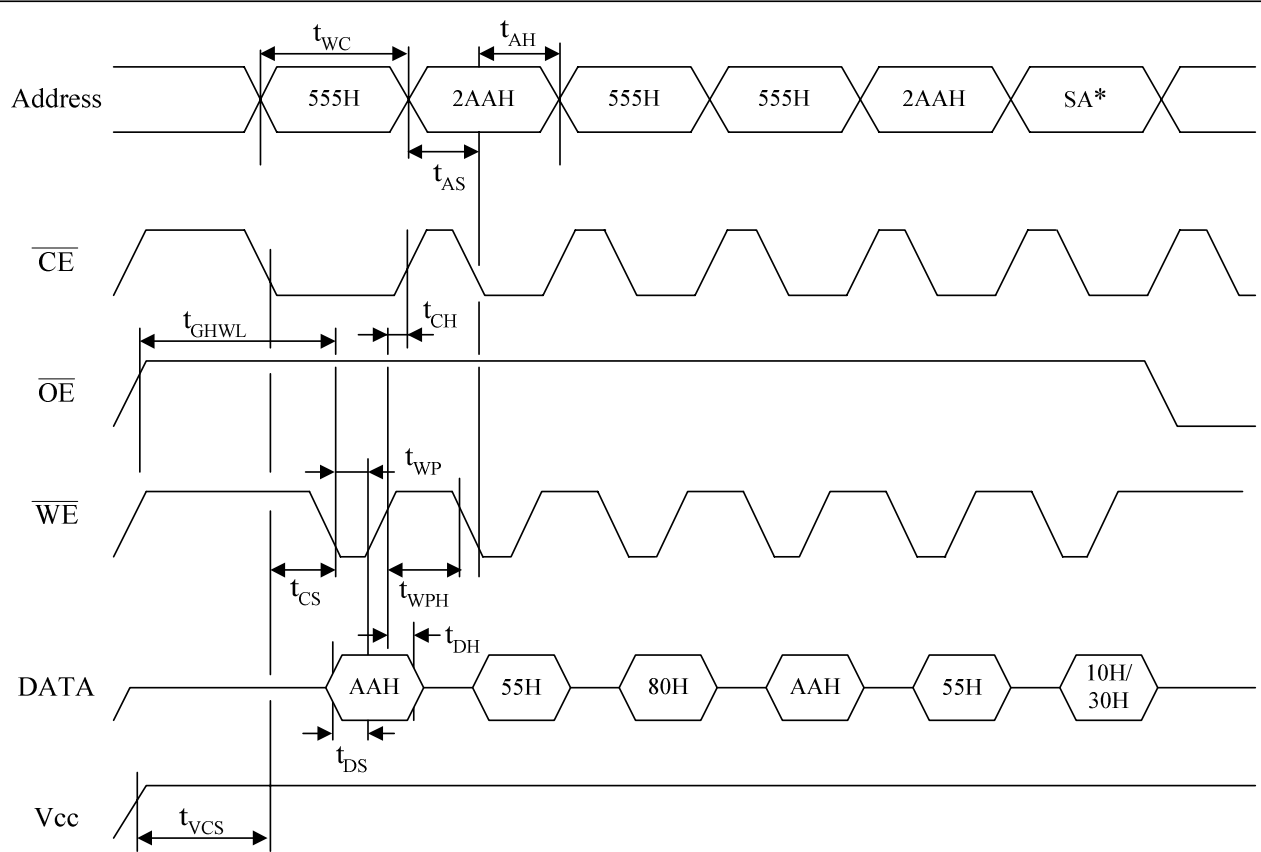 tWC
tAH
Address 555H 2AAH 555H 555H 2AAH SA*
tAS
CE
tCH
tGHWL
OE
tWP
WE
tCS tWPH
tDH
DATA AAH 55H 80H AAH 55H 10H/
30H
tDS
Vcc tVCS